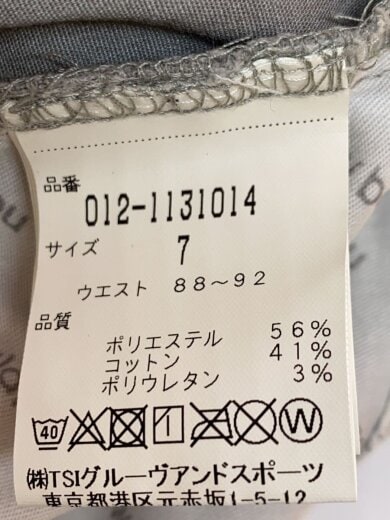 品番
012-1131014
サイズ 7
ウエスト 88～92
品質
ポリエステル 56%
コットン 41%
ポリウレタン 3%
40 W
㈱TSIグルーヴアンドスポーツ
東京都港区元赤坂1-5-12